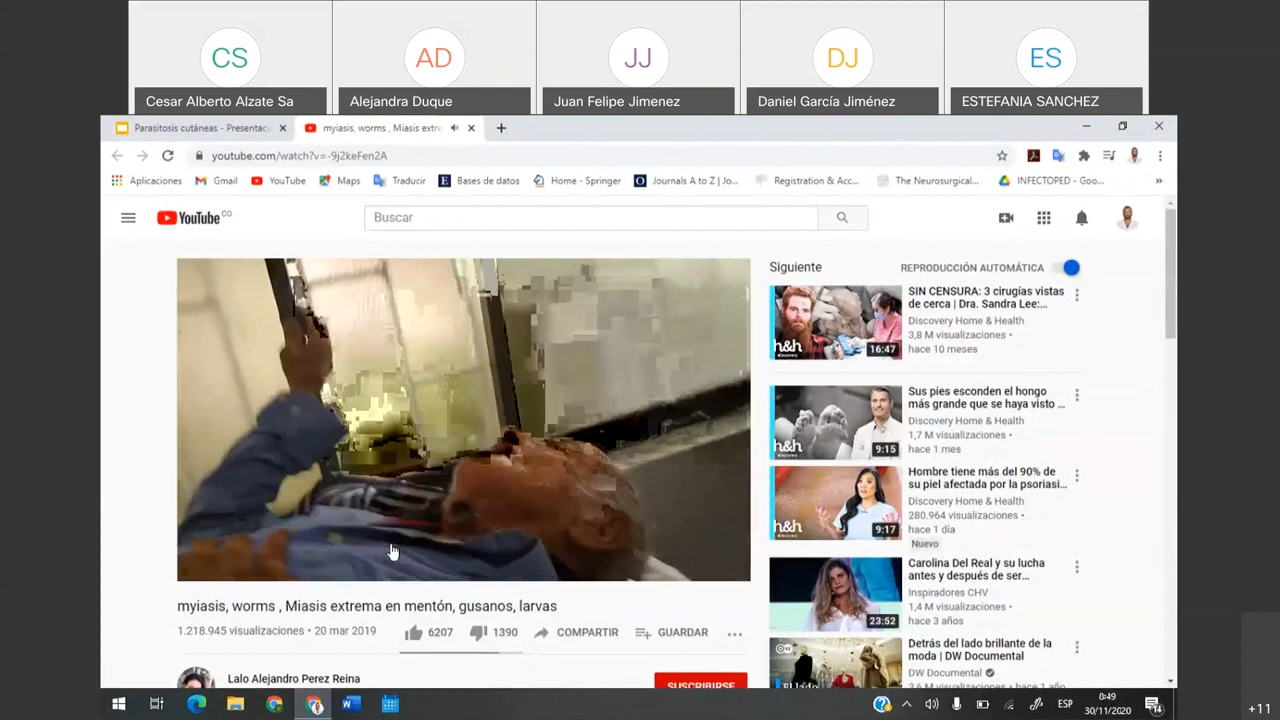 CS
AD
JJ
DJ
ES
Cesar Alberto Alzate Sa
Alejandra Duque
Juan Felipe Jimenez
Daniel García Jiménez
ESTEFANIA SANCHEZ
Parasitosis cutáneas - Presentac
myiasis, worms , Miasis extre
youtube.com/watch?v=-9j2keFen2A
Aplicaciones
Gmail
YouTube
Maps
Traducir
Bases de datos
Home - Springer
Journals A to Z | Jo...
Registration & Acc...
The Neurosurgical...
INFECTOPED - Goo...
»
YouTube CO
Buscar
Siguiente
REPRODUCCIÓN AUTOMÁTICA
SIN CENSURA: 3 cirugías vistas
de cerca | Dra. Sandra Lee:...
Discovery Home & Health
3,8 M visualizaciones •
hace 10 meses
h&h
16:47
Sus pies esconden el hongo
más grande que se haya visto ...
Discovery Home & Health
1,7 M visualizaciones •
hace 1 mes
h&h
9:15
Hombre tiene más del 90% de
su piel afectada por la psoriasi...
Discovery Home & Health
280.964 visualizaciones •
hace 1 día
Nuevo
h&h
9:17
Carolina Del Real y su lucha
antes y después de ser...
Inspiradores CHV
1,4 M visualizaciones •
hace 3 años
23:52
Detrás del lado brillante de la
moda | DW Documental
DW Documental
3,6 M visualizaciones • hace 1 año
myiasis, worms , Miasis extrema en mentón, gusanos, larvas
1.218.945 visualizaciones • 20 mar 2019
6207
1390
COMPARTIR
GUARDAR
Lalo Alejandro Perez Reina
SUSCRIBIRSE
ESP
0:49
30/11/2020
14
+11